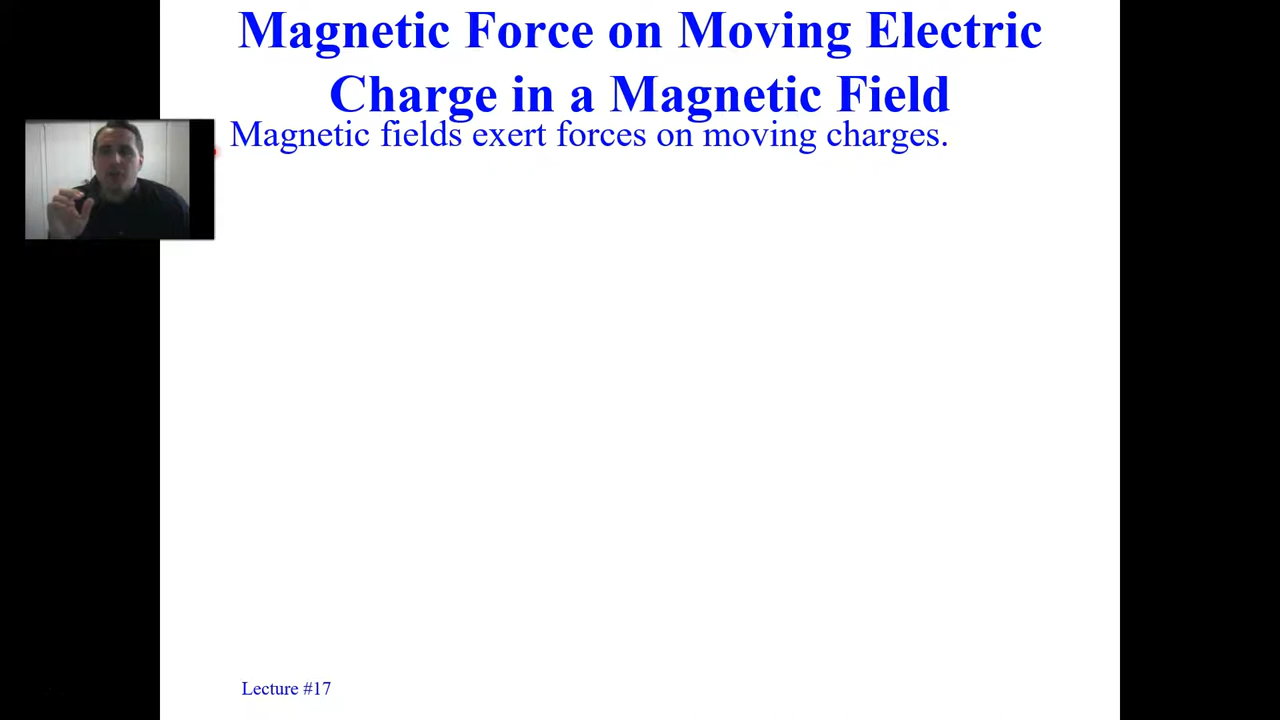 Magnetic Force on Moving Electric
Charge in a Magnetic Field
Magnetic fields exert forces on moving charges.
Lecture #17